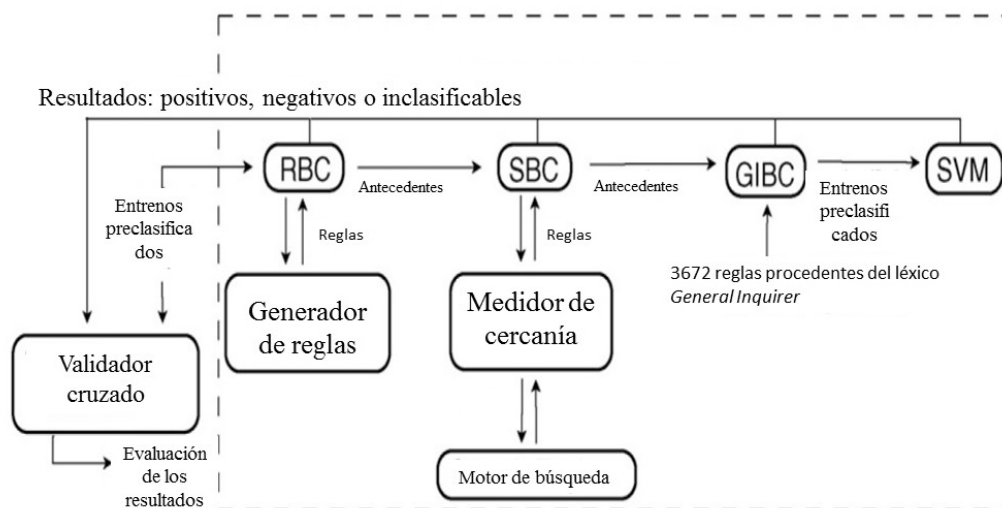 Resultados: positivos, negativos o inclasificables
RBC
SBC
GIBC
SVM
Antecedentes
Antecedentes
Entrenos
preclasifi
cados
Entrenos
preclasifica
dos
Reglas
Reglas
3672 reglas procedentes del léxico
General Inquirer
Generador
de reglas
Medidor de
cercanía
Validador
cruzado
Evaluación
de los
resultados
Motor de búsqueda